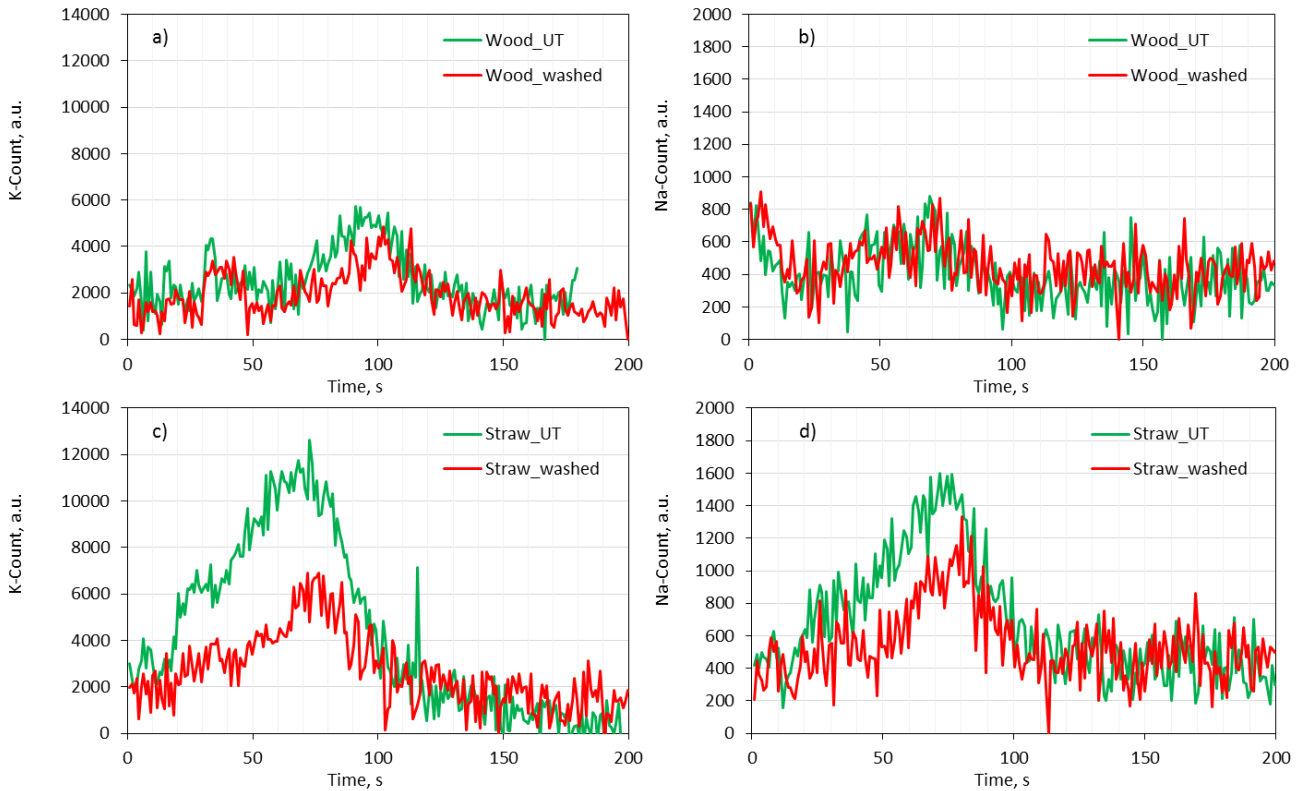 a)
Wood_UT
Wood_washed
K-Count, a.u.
14000
12000
10000
8000
6000
4000
2000
0
0 50 100 150 200
Time, s
b)
Wood_UT
Wood_washed
Na-Count, a.u.
2000
1800
1600
1400
1200
1000
800
600
400
200
0
0 50 100 150 200
Time, s
c)
Straw_UT
Straw_washed
K-Count, a.u.
14000
12000
10000
8000
6000
4000
2000
0
0 50 100 150 200
Time, s
d)
Straw_UT
Straw_washed
Na-Count, a.u.
2000
1800
1600
1400
1200
1000
800
600
400
200
0
0 50 100 150 200
Time, s